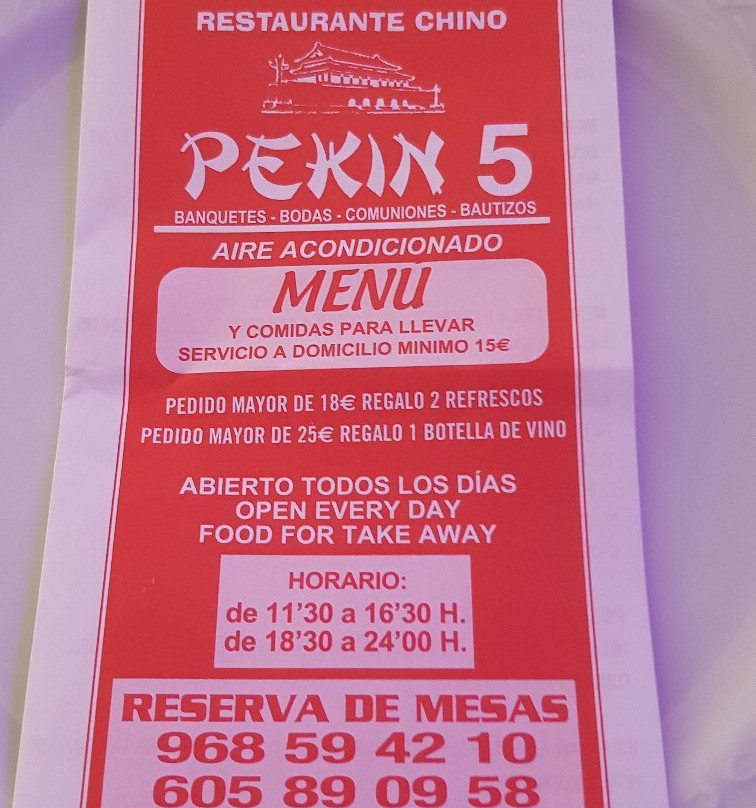 RESTAURANTE CHINO
PEKIN 5
BANQUETES - BODAS - COMUNIONES - BAUTIZOS
AIRE ACONDICIONADO
MENU
Y COMIDAS PARA LLEVAR
SERVICIO A DOMICILIO MINIMO 15€
PEDIDO MAYOR DE 18€ REGALO 2 REFRESCOS
PEDIDO MAYOR DE 25€ REGALO 1 BOTELLA DE VINO
ABIERTO TODOS LOS DÍAS
OPEN EVERY DAY
FOOD FOR TAKE AWAY
HORARIO:
de 11'30 a 16'30 H.
de 18'30 a 24'00 H.
RESERVA DE MESAS
968 59 42 10
605 89 09 58